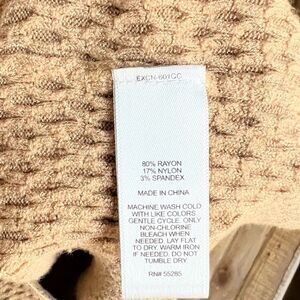 EXCN-601GC
80% RAYON
17% NYLON
3% SPANDEX
MADE IN CHINA
MACHINE WASH COLD
WITH LIKE COLORS
GENTLE CYCLE. ONLY
NON-CHLORINE
BLEACH WHEN
NEEDED. LAY FLAT
TO DRY. WARM IRON
IF NEEDED. DO NOT
TUMBLE DRY.
RN# 55285